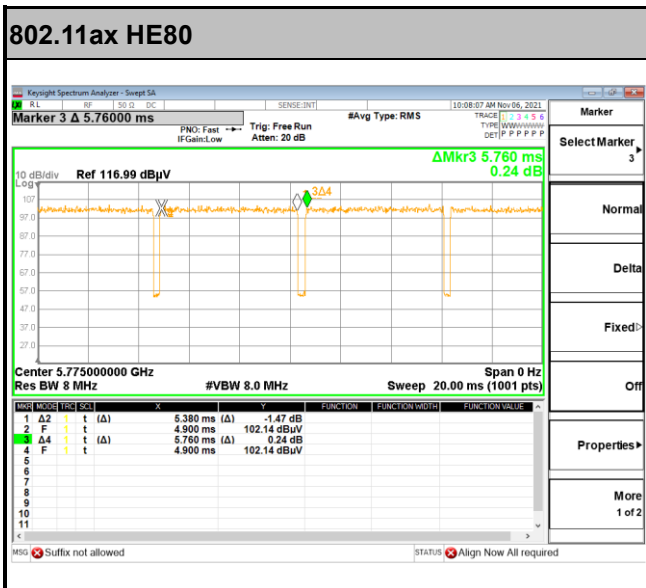 802.11ax HE80
Keysight Spectrum Analyzer - Swept SA
RL RF 50 Ω DC SENSE:INT 10:08:07 AM Nov 06, 2021
Marker 3 Δ 5.76000 ms #Avg Type: RMS TRACE 1 2 3 4 5 6
PNO: Fast Trig: Free Run TYPE WWWWWW
IFGain:Low Atten: 20 dB DET P P P P P P
ΔMkr3 5.760 ms
10 dB/div Ref 116.99 dBµV 0.24 dB
Log
107
97.0
87.0
77.0
67.0
57.0
47.0
37.0
27.0
3Δ4
Center 5.775000000 GHz Span 0 Hz
Res BW 8 MHz #VBW 8.0 MHz Sweep 20.00 ms (1001 pts)
MKR MODE TRC SCL X Y FUNCTION FUNCTION WIDTH FUNCTION VALUE
1 Δ2 1 t (Δ) 5.380 ms (Δ) -1.47 dB
2 F 1 t 4.900 ms 102.14 dBµV
3 Δ4 1 t (Δ) 5.760 ms (Δ) 0.24 dB
4 F 1 t 4.900 ms 102.14 dBµV
5
6
7
8
9
10
11
MSG Suffix not allowed STATUS Align Now All required
Marker
Select Marker
3
Normal
Delta
Fixed
Off
Properties
More
1 of 2